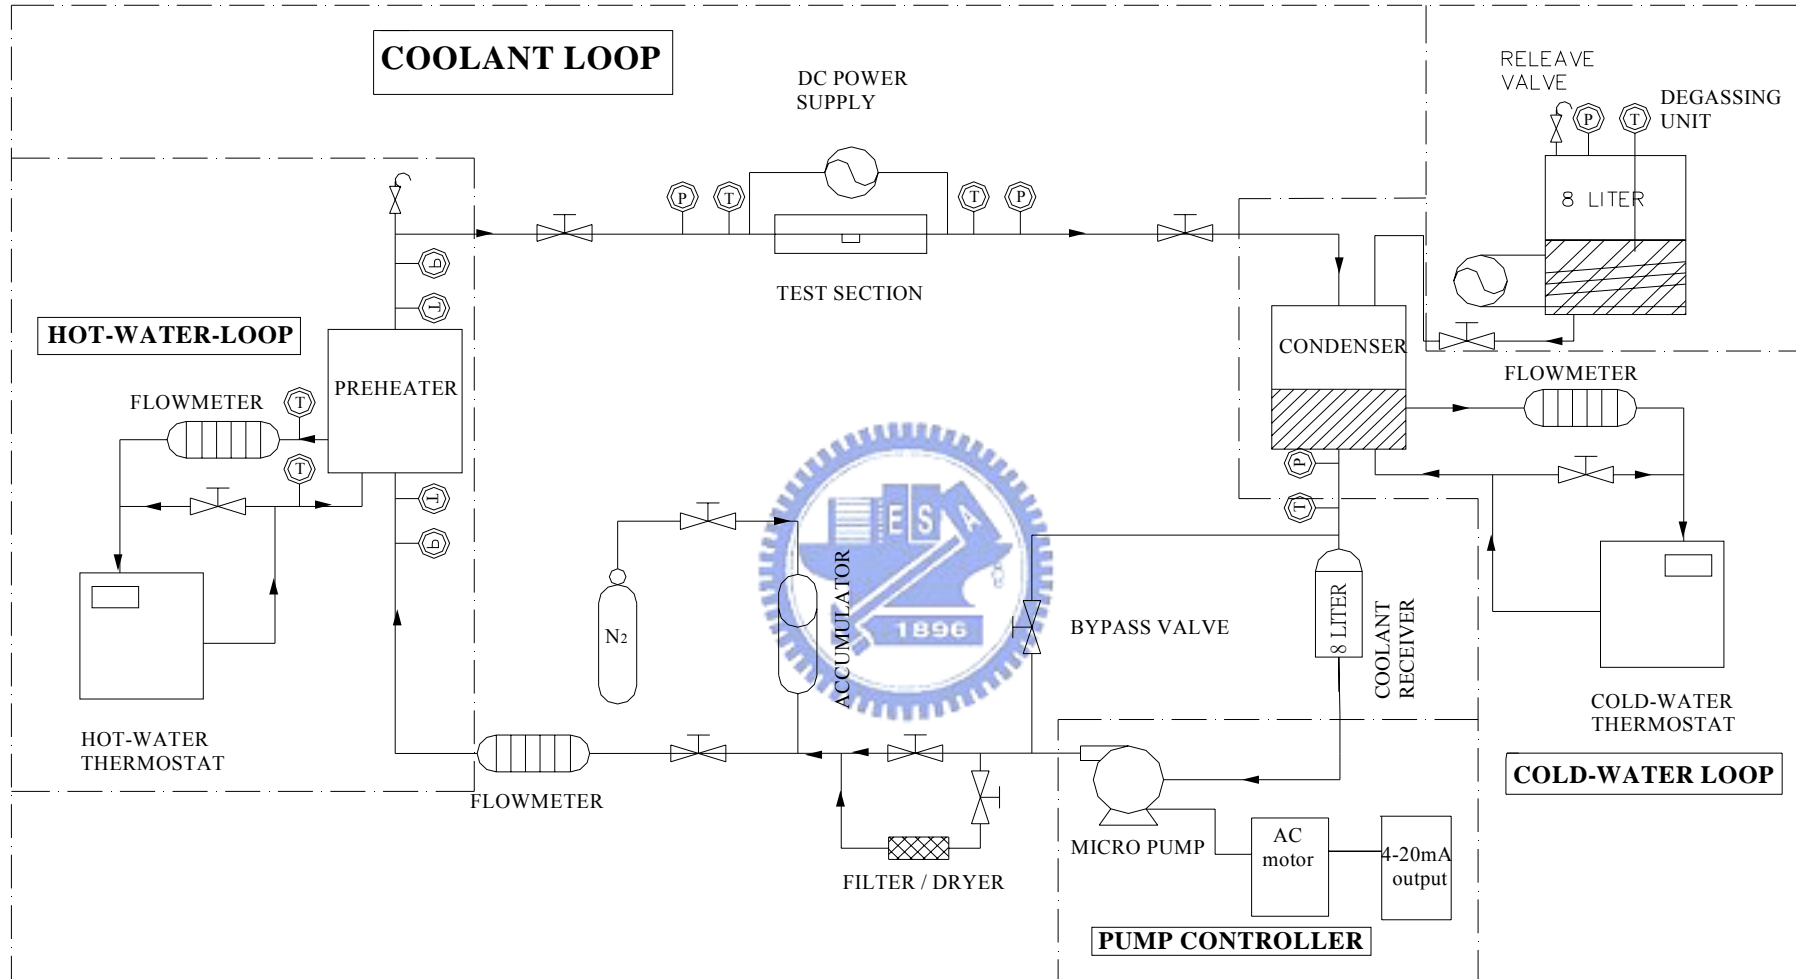 COOLANT LOOP
DC POWER
SUPPLY
RELEAVE
VALVE
P
T
DEGASSING
UNIT
8 LITER
P
T
T
P
TEST SECTION
P
T
HOT-WATER-LOOP
PREHEATER
FLOWMETER
T
T
T
P
CONDENSER
FLOWMETER
P
T
E S A
1896
N2
ACCUMULATOR
BYPASS VALVE
8 LITER
COOLANT
RECEIVER
HOT-WATER
THERMOSTAT
COLD-WATER
THERMOSTAT
COLD-WATER LOOP
FLOWMETER
MICRO PUMP
AC
motor
4-20mA
output
FILTER / DRYER
PUMP CONTROLLER